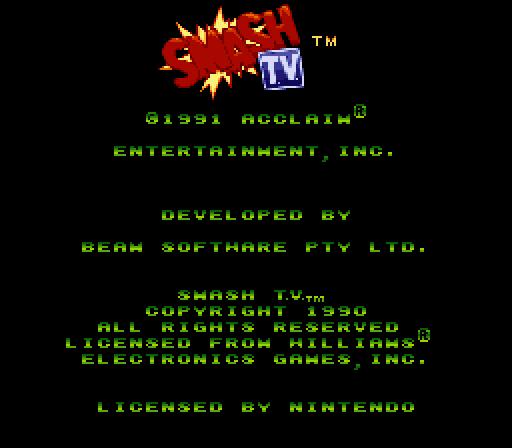 SMASH T.V. ™
©1991 ACCLAIM®
ENTERTAINMENT, INC.
DEVELOPED BY
BEAM SOFTWARE PTY LTD.
SMASH T.V.™
COPYRIGHT 1990
ALL RIGHTS RESERVED
LICENSED FROM WILLIAMS®
ELECTRONICS GAMES, INC.
LICENSED BY NINTENDO